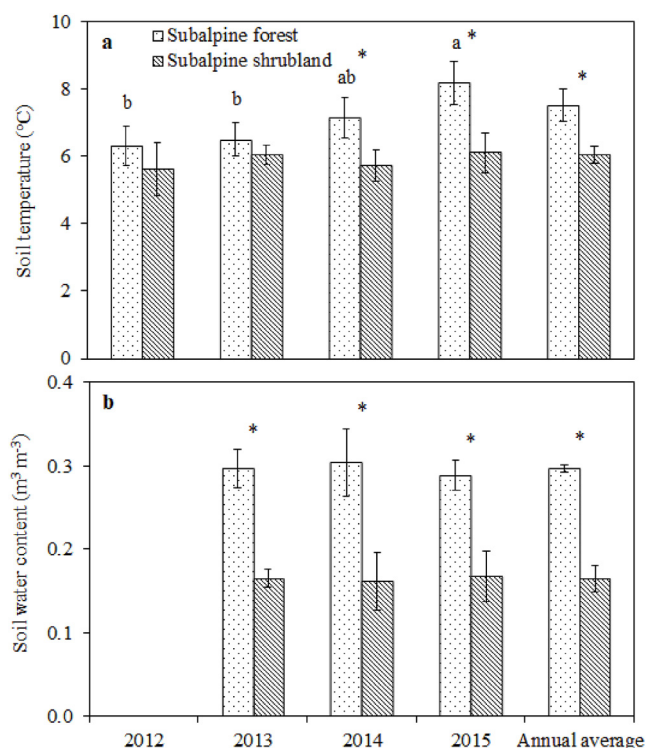 10
a
Subalpine forest
Subalpine shrubland
b
b
ab
*
a
*
*
8
6
4
2
0
Soil temperature (°C)
0.4
b
*
*
*
*
0.3
0.2
0.1
0.0
Soil water content (m³ m⁻³)
2012 2013 2014 2015 Annual average